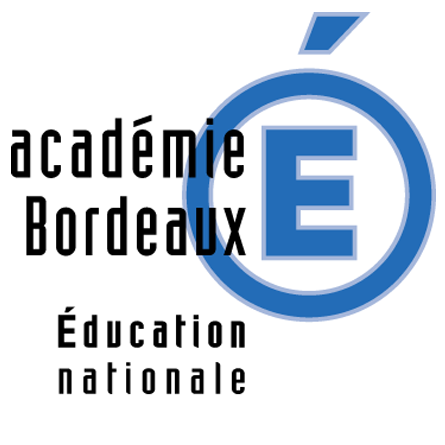 académie
Bordeaux
É
Éducation
nationale